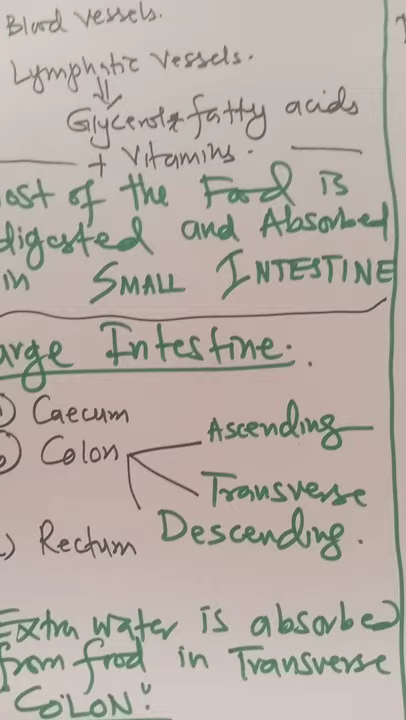 Blood vessels.
Lymphatic vessels.
⇓
Glycerol & fatty acids
+ Vitamins.
ost of the Food is
digested and Absorbed
in SMALL INTESTINE
arge Intestine.
Caecum
Colon
Ascending
Transverse
Descending.
Rectum
Extra water is absorbed
from food in Transverse
COLON"